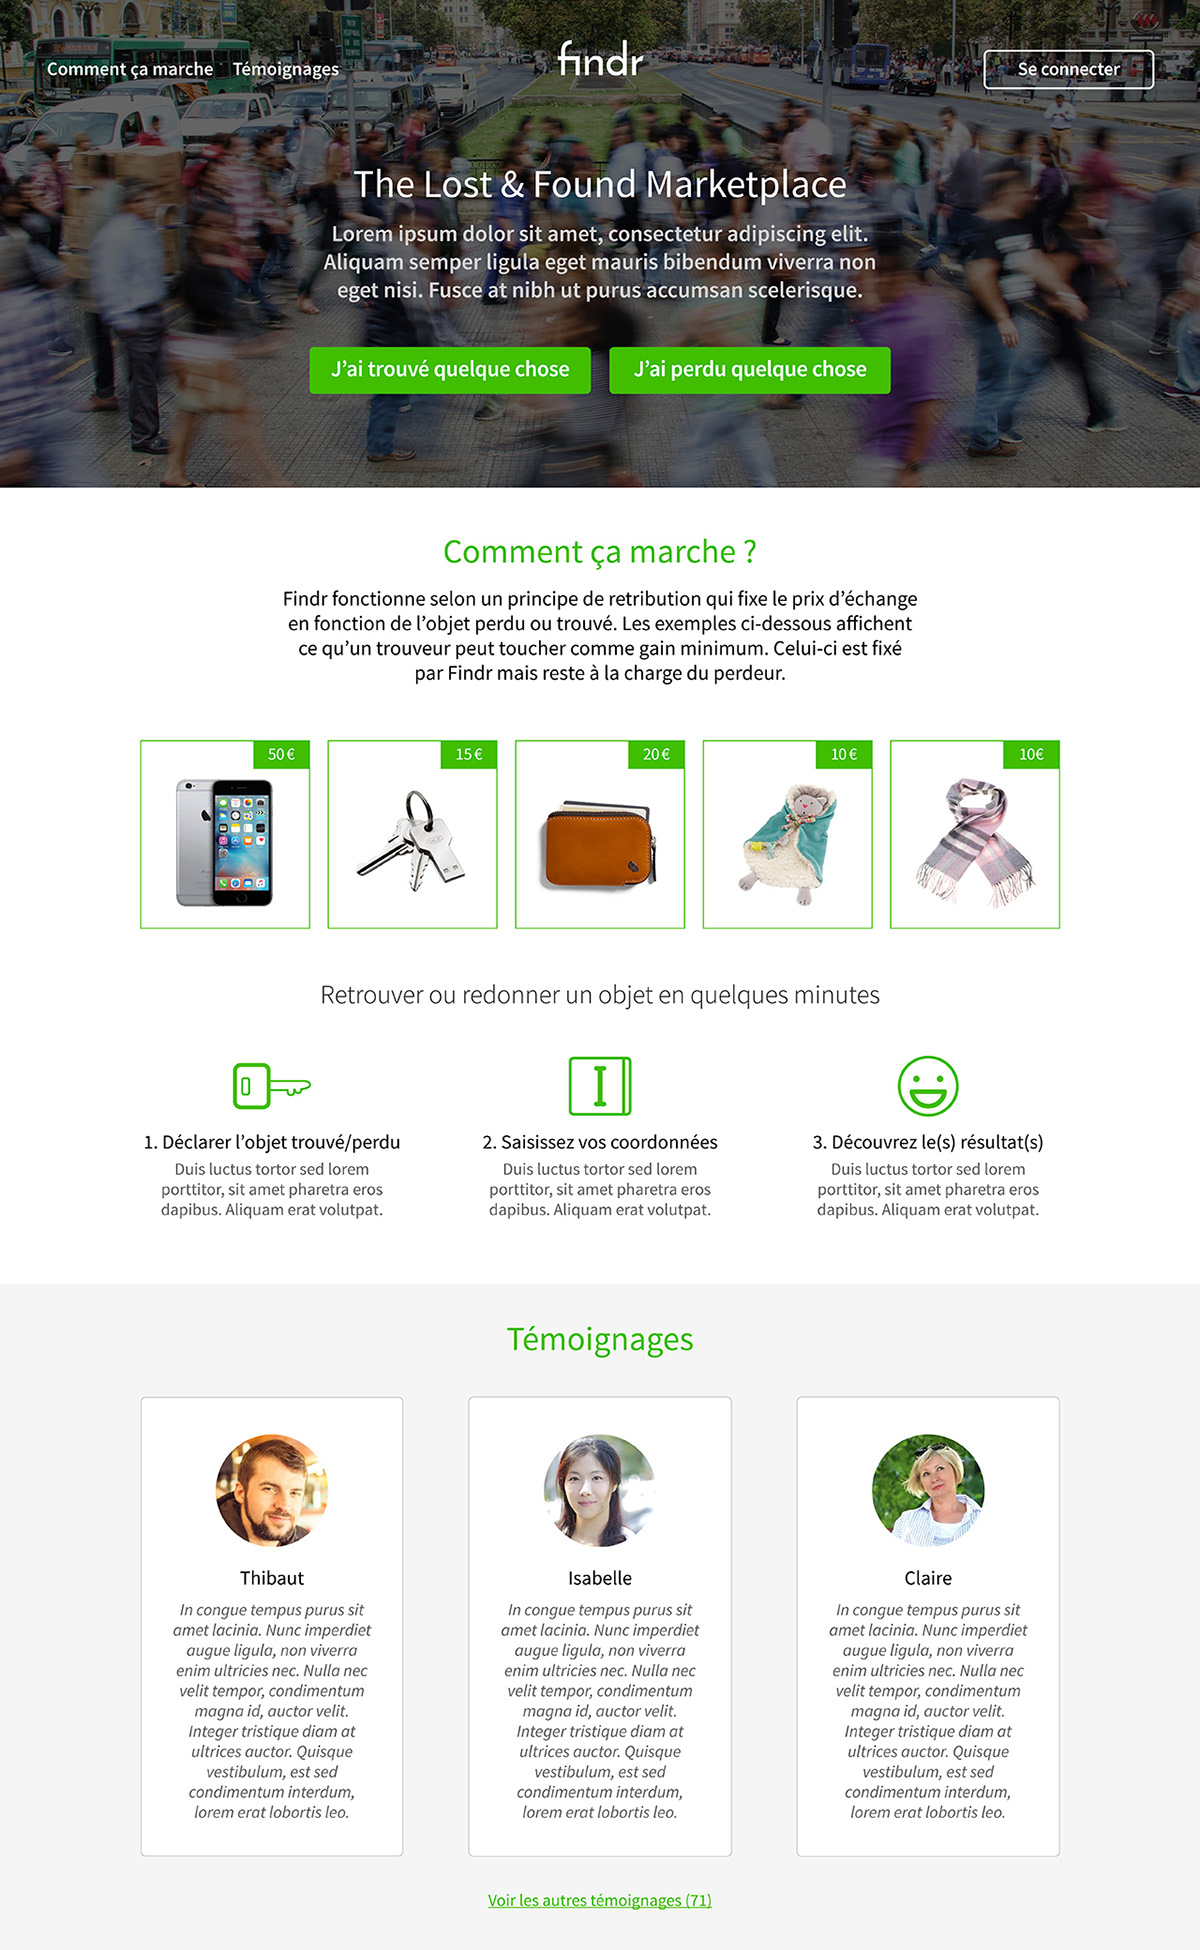 Comment ça marche Témoignages
findr
Se connecter
The Lost & Found Marketplace
Lorem ipsum dolor sit amet, consectetur adipiscing elit.
Aliquam semper ligula eget mauris bibendum viverra non
eget nisi. Fusce at nibh ut purus accumsan scelerisque.
J'ai trouvé quelque chose
J'ai perdu quelque chose
Comment ça marche ?
Findr fonctionne selon un principe de retribution qui fixe le prix d'échange
en fonction de l'objet perdu ou trouvé. Les exemples ci-dessous affichent
ce qu'un trouveur peut toucher comme gain minimum. Celui-ci est fixé
par Findr mais reste à la charge du perdeur.
50 €
15 €
20 €
10 €
10€
Retrouver ou redonner un objet en quelques minutes
1. Déclarer l'objet trouvé/perdu
Duis luctus tortor sed lorem
porttitor, sit amet pharetra eros
dapibus. Aliquam erat volutpat.
2. Saisissez vos coordonnées
Duis luctus tortor sed lorem
porttitor, sit amet pharetra eros
dapibus. Aliquam erat volutpat.
3. Découvrez le(s) résultat(s)
Duis luctus tortor sed lorem
porttitor, sit amet pharetra eros
dapibus. Aliquam erat volutpat.
Témoignages
Thibaut
In congue tempus purus sit
amet lacinia. Nunc imperdiet
augue ligula, non viverra
enim ultricies nec. Nulla nec
velit tempor, condimentum
magna id, auctor velit.
Integer tristique diam at
ultrices auctor. Quisque
vestibulum, est sed
condimentum interdum,
lorem erat lobortis leo.
Isabelle
In congue tempus purus sit
amet lacinia. Nunc imperdiet
augue ligula, non viverra
enim ultricies nec. Nulla nec
velit tempor, condimentum
magna id, auctor velit.
Integer tristique diam at
ultrices auctor. Quisque
vestibulum, est sed
condimentum interdum,
lorem erat lobortis leo.
Claire
In congue tempus purus sit
amet lacinia. Nunc imperdiet
augue ligula, non viverra
enim ultricies nec. Nulla nec
velit tempor, condimentum
magna id, auctor velit.
Integer tristique diam at
ultrices auctor. Quisque
vestibulum, est sed
condimentum interdum,
lorem erat lobortis leo.
Voir les autres témoignages (71)